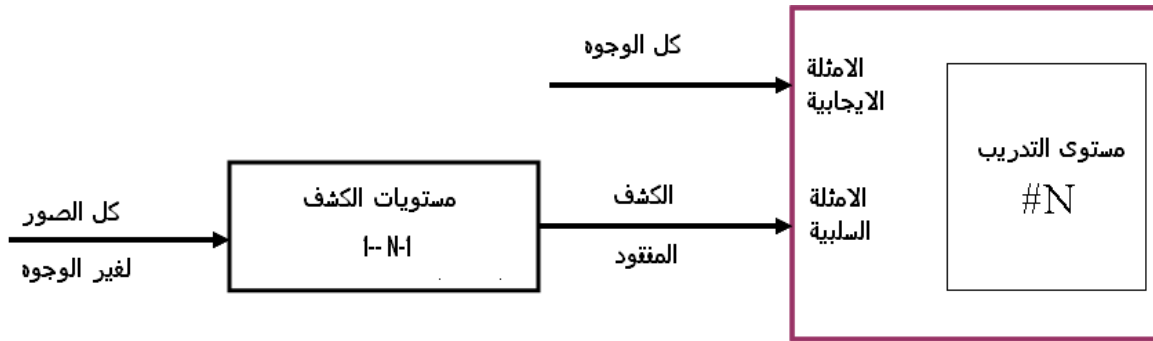 كل الوجوه
الامثلة
الايجابية
مستوى التدريب
#N
كل الصور
لغير الوجوه
مستويات الكشف
1-- N-1
الكشف
المفقود
الامثلة
السلبية